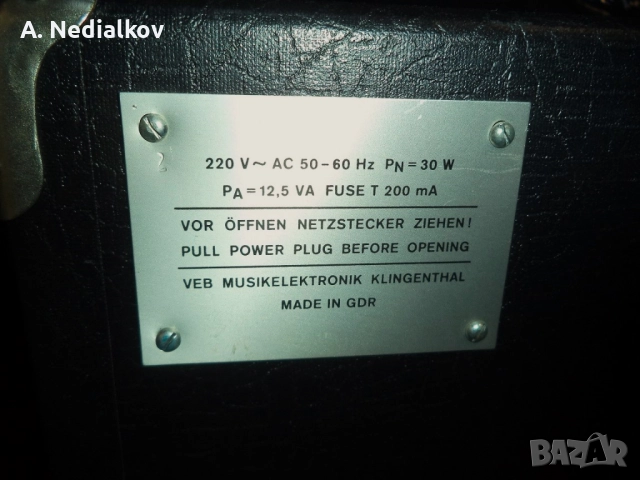 A. Nedialkov
220 V ~ AC 50-60 Hz PN = 30 W
PA = 12,5 VA FUSE T 200 mA
VOR ÖFFNEN NETZSTECKER ZIEHEN!
PULL POWER PLUG BEFORE OPENING
VEB MUSIKELEKTRONIK KLINGENTHAL
MADE IN GDR
BAZAR